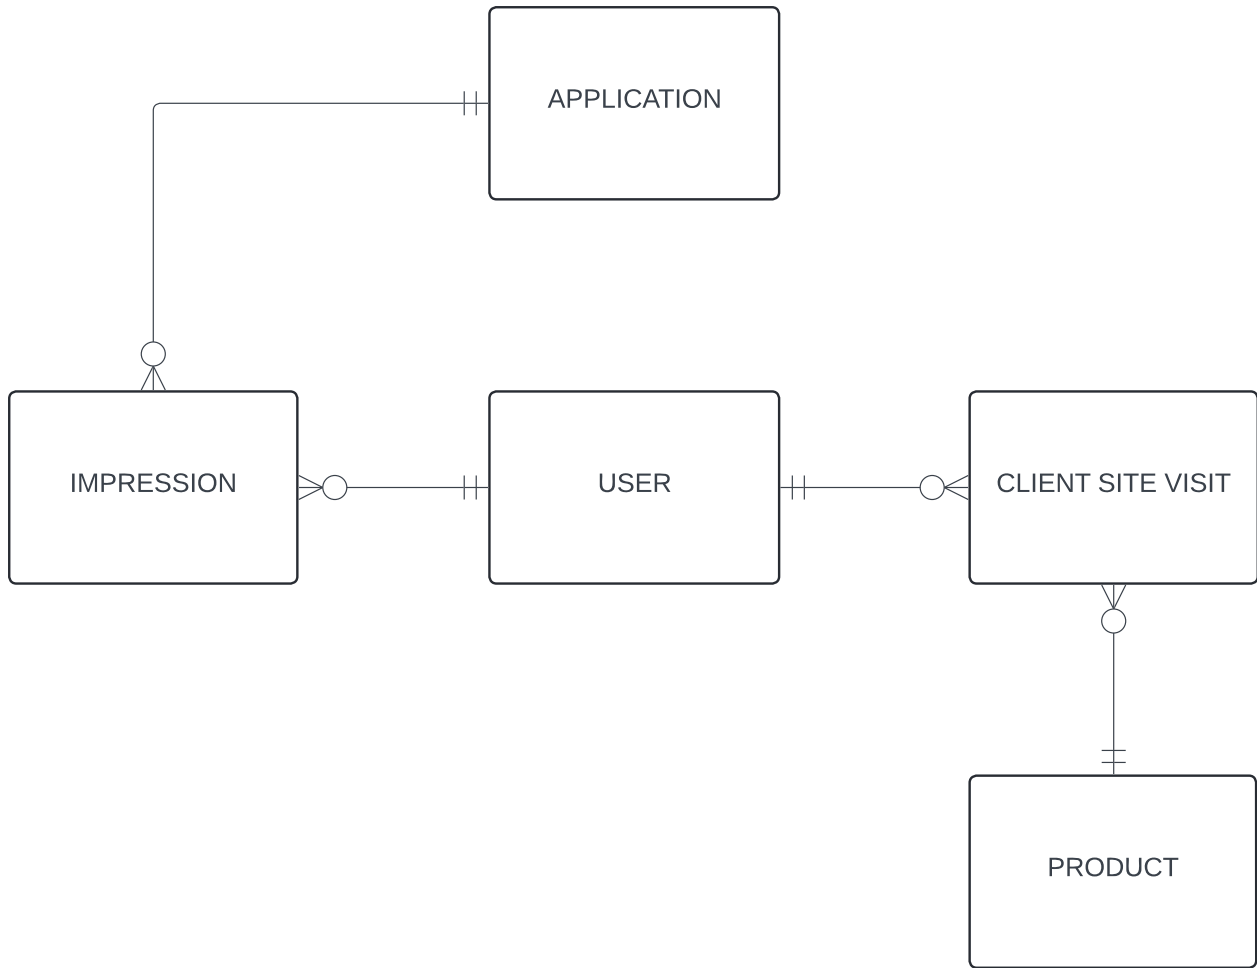 APPLICATION
IMPRESSION
USER
CLIENT SITE VISIT
PRODUCT